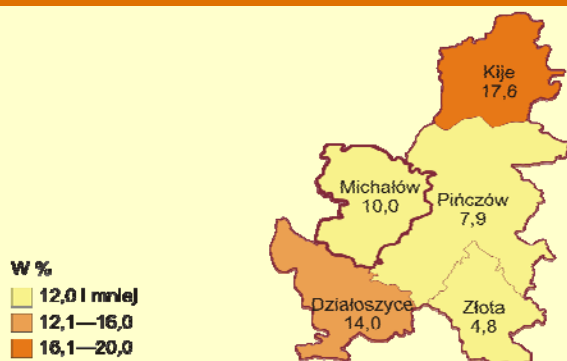 Kije
17,6
Michałów
10,0
Pińczów
7,9
Działoszyce
14,0
Złota
4,8
W %
12,0 i mniej
12,1—16,0
16,1—20,0